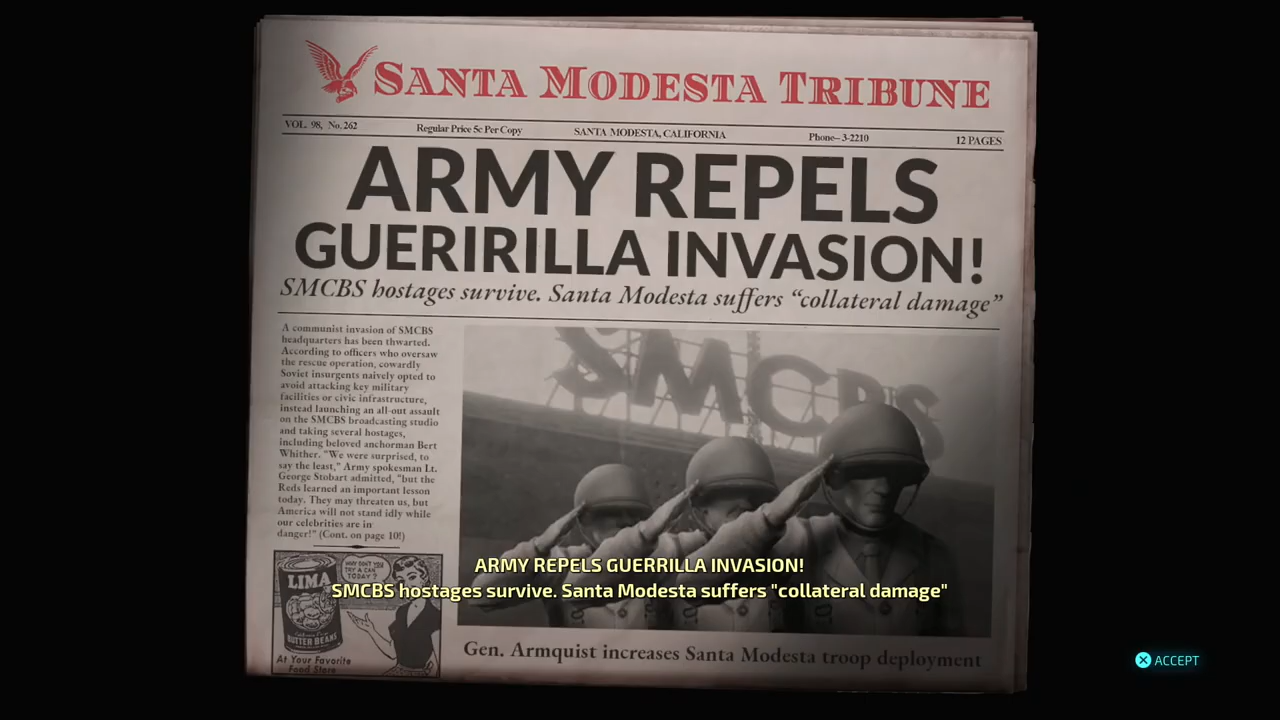 SANTA MODESTA TRIBUNE
VOL. 98, No. 262 Regular Price 5c Per Copy SANTA MODESTA, CALIFORNIA Phone–3-2210 12 PAGES
ARMY REPELS
GUERIRILLA INVASION!
SMCBS hostages survive. Santa Modesta suffers “collateral damage”
A communist invasion of SMCBS
headquarters has been thwarted.
According to officers who oversaw
the rescue operation, cowardly
Soviet insurgents naively opted to
avoid attacking key military
facilities or civic infrastructure,
instead launching an all-out assault
on the SMCBS broadcasting studio
and taking several hostages,
including beloved anchorman Bert
Whither. "We were surprised, to
say the least," Army spokesman Lt.
George Stobart admitted, "but the
Reds learned an important lesson
today. They may threaten us, but
America will not stand idly while
our celebrities are in
danger!" (Cont. on page 10!)
SMCBS
WHY DON'T YOU
TRY A CAN
TODAY?
LIMA
BUTTER BEANS
At Your Favorite
Food Store
ARMY REPELS GUERRILLA INVASION!
SMCBS hostages survive. Santa Modesta suffers "collateral damage"
Gen. Armquist increases Santa Modesta troop deployment
ACCEPT